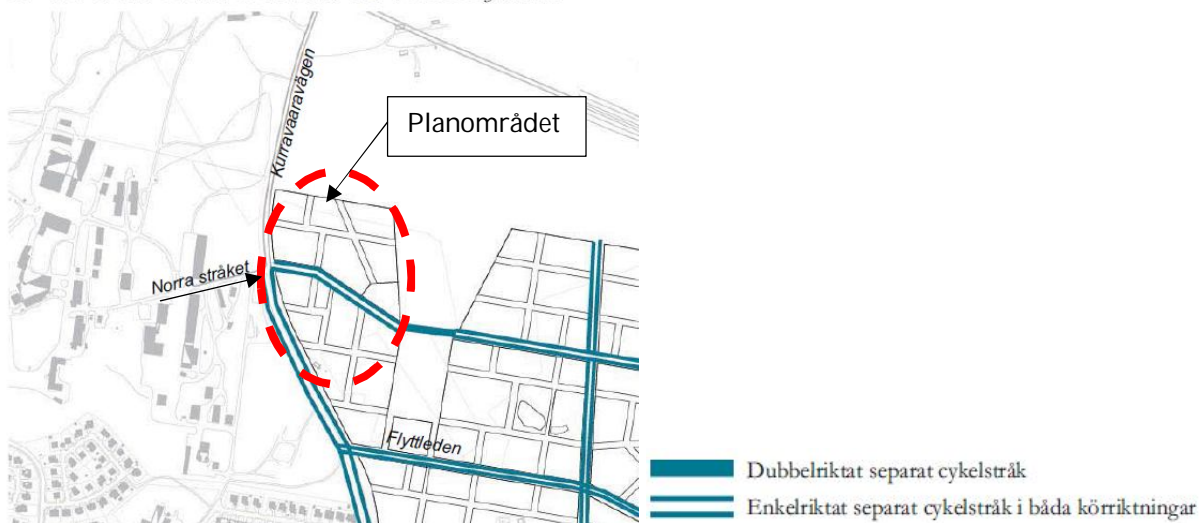 Planområdet
Kurravaaravägen
Norra stråket
Flyttleden
Dubbelriktat separat cykelstråk
Enkelriktat separat cykelstråk i båda körriktningar